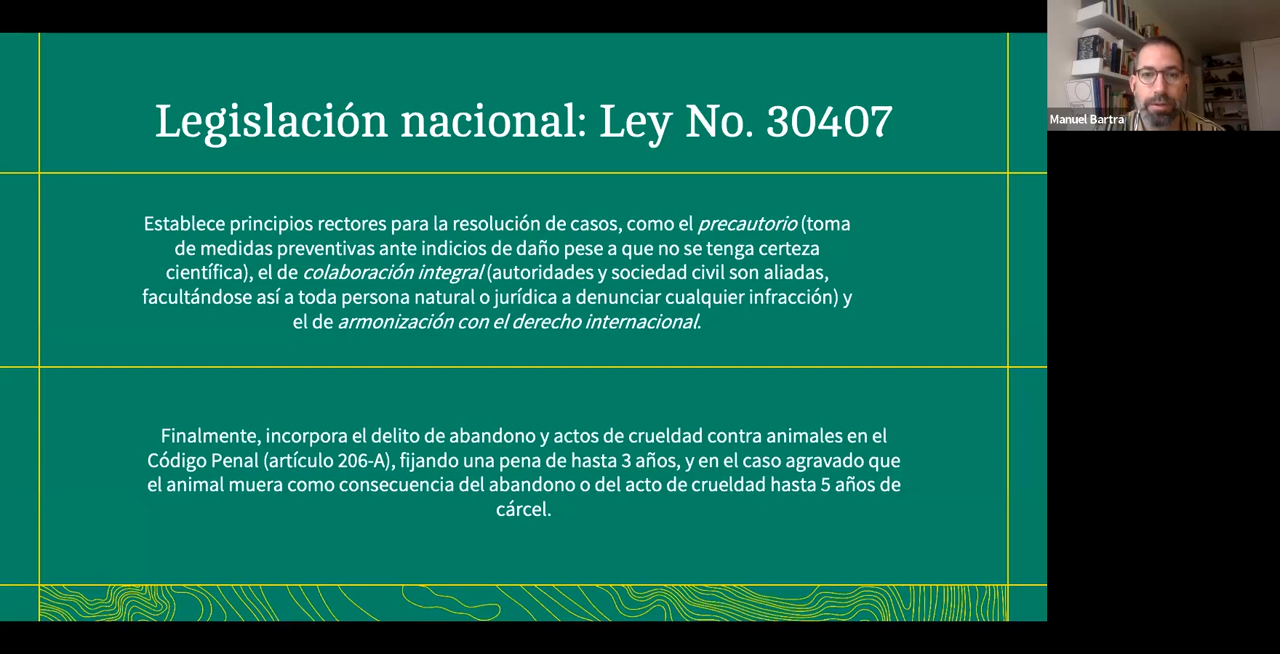 Legislación nacional: Ley No. 30407
Establece principios rectores para la resolución de casos, como el precautorio (toma
de medidas preventivas ante indicios de daño pese a que no se tenga certeza
científica), el de colaboración integral (autoridades y sociedad civil son aliadas,
facultándose así a toda persona natural o jurídica a denunciar cualquier infracción) y
el de armonización con el derecho internacional.
Finalmente, incorpora el delito de abandono y actos de crueldad contra animales en el
Código Penal (artículo 206-A), fijando una pena de hasta 3 años, y en el caso agravado que
el animal muera como consecuencia del abandono o del acto de crueldad hasta 5 años de
cárcel.
Manuel Bartra